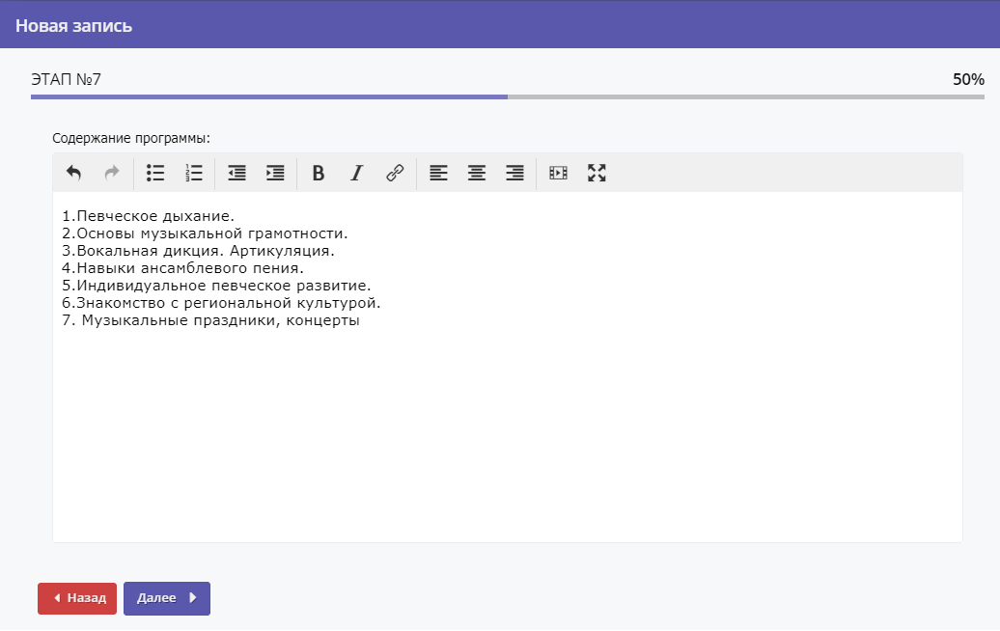 Новая запись
ЭТАП №7
50%
Содержание программы:
1.Певческое дыхание.
2.Основы музыкальной грамотности.
3.Вокальная дикция. Артикуляция.
4.Навыки ансамблевого пения.
5.Индивидуальное певческое развитие.
6.Знакомство с региональной культурой.
7. Музыкальные праздники, концерты
Назад
Далее